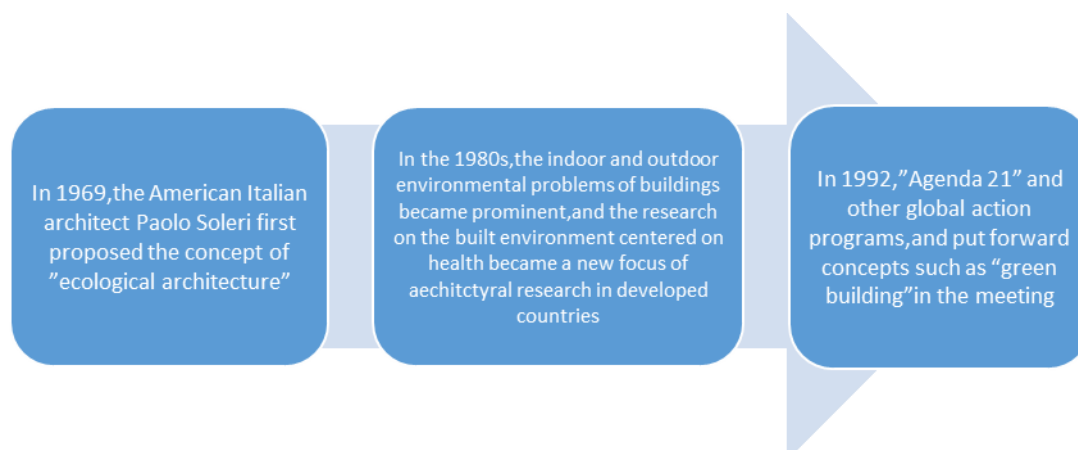 In 1969,the American Italian
architect Paolo Soleri first
proposed the concept of
”ecological architecture”
In the 1980s,the indoor and outdoor
environmental problems of buildings
became prominent,and the research
on the built environment centered on
health became a new focus of
aechitctyral research in developed
countries
In 1992,”Agenda 21” and
other global action
programs,and put forward
concepts such as “green
building”in the meeting